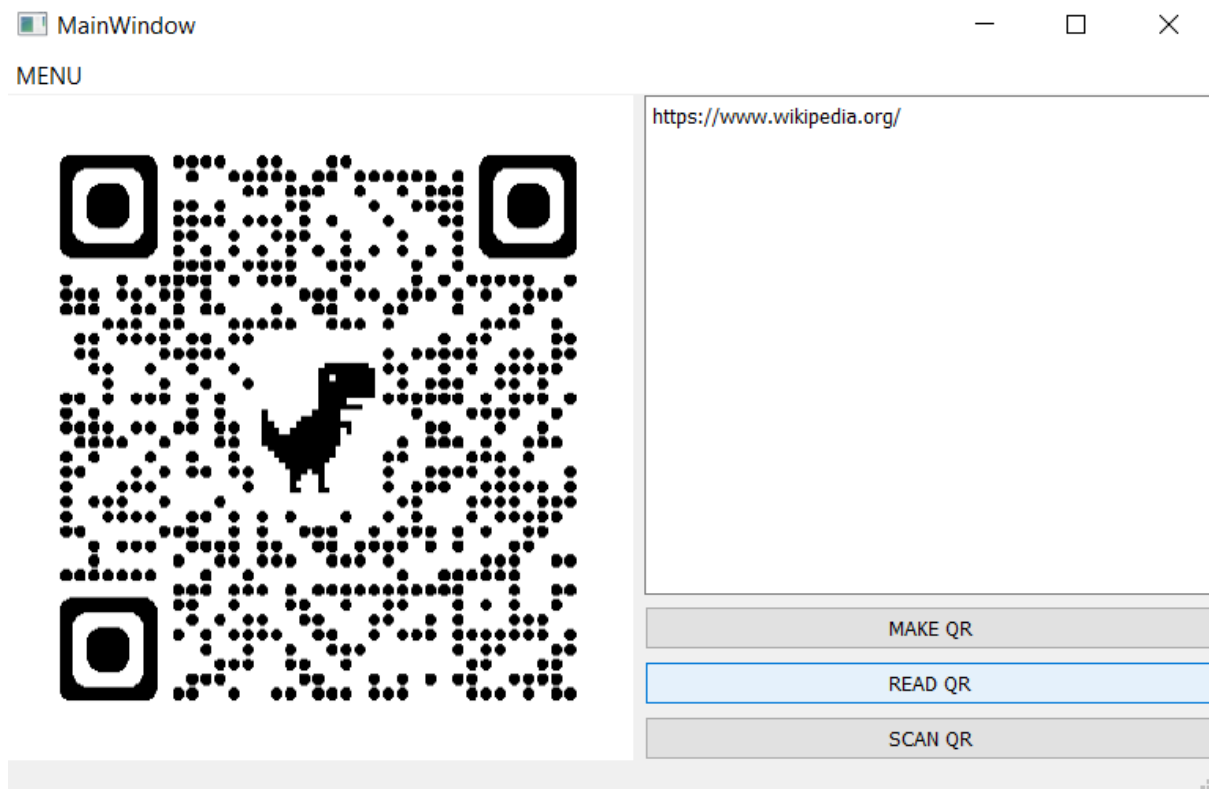 MainWindow
MENU
https://www.wikipedia.org/
MAKE QR
READ QR
SCAN QR